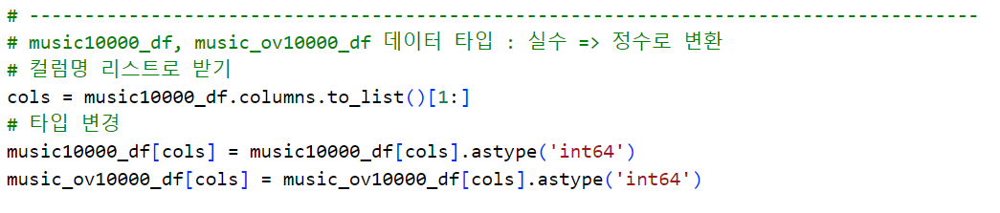 # -----------------------------------------------------------------------------
# music10000_df, music_ov10000_df 데이터 타입 : 실수 => 정수로 변환
# 컬럼명 리스트로 받기
cols = music10000_df.columns.to_list()[1:]
# 타입 변경
music10000_df[cols] = music10000_df[cols].astype('int64')
music_ov10000_df[cols] = music_ov10000_df[cols].astype('int64')